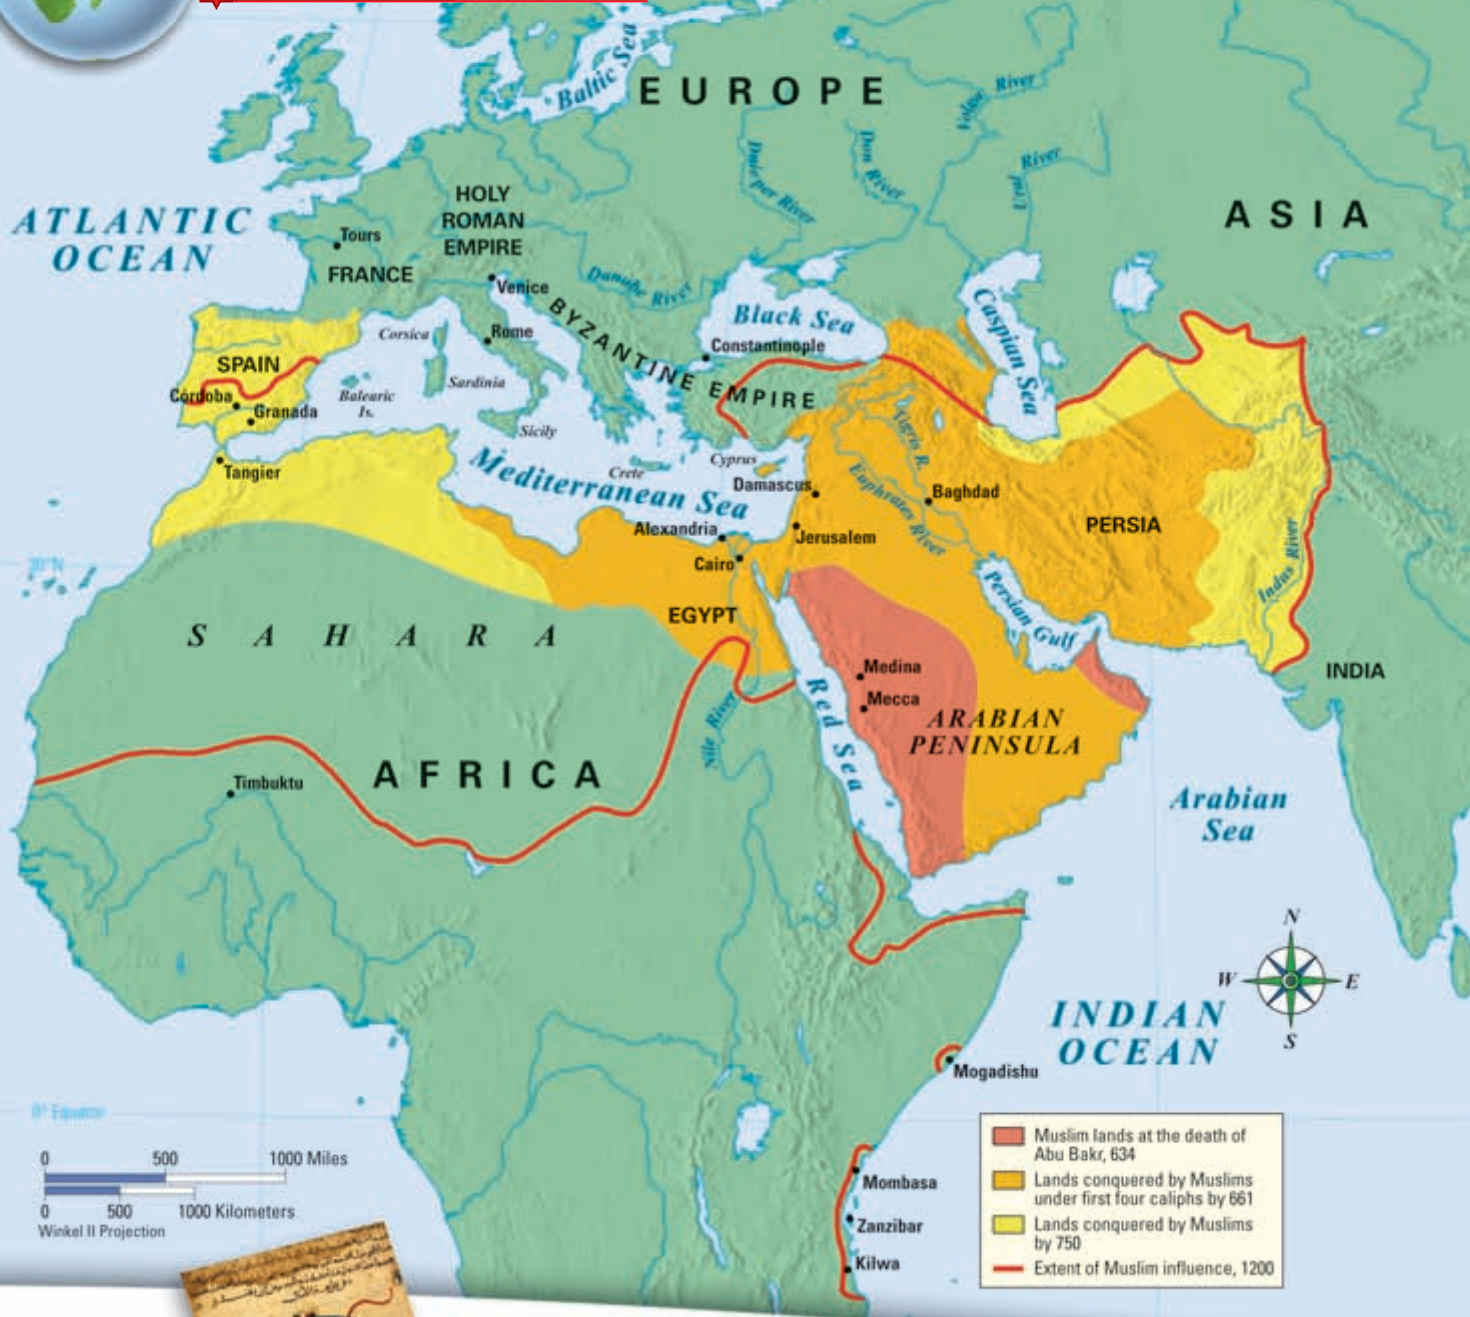 Baltic Sea
EUROPE
Volga River
Dnieper River
Don River
Ural River
ASIA
ATLANTIC
OCEAN
HOLY
ROMAN
EMPIRE
Tours
FRANCE
Venice
Danube River
Black Sea
Caspian Sea
Corsica
Rome
BYZANTINE EMPIRE
Constantinople
SPAIN
Córdoba
Granada
Balearic
Is.
Sardinia
Sicily
Tangier
Crete
Cyprus
Mediterranean Sea
Damascus
Tigris R.
Euphrates River
Baghdad
PERSIA
Alexandria
Jerusalem
Cairo
30°N
Indus River
Persian Gulf
SAHARA
EGYPT
INDIA
Medina
Mecca
Red Sea
Nile River
ARABIAN
PENINSULA
AFRICA
Timbuktu
Arabian
Sea
N
W
E
S
INDIAN
OCEAN
Mogadishu
0° Equator
Mombasa
Zanzibar
Kilwa
0 500 1000 Miles
0 500 1000 Kilometers
Winkel II Projection
Muslim lands at the death of
Abu Bakr, 634
Lands conquered by Muslims
under first four caliphs by 661
Lands conquered by Muslims
by 750
Extent of Muslim influence, 1200